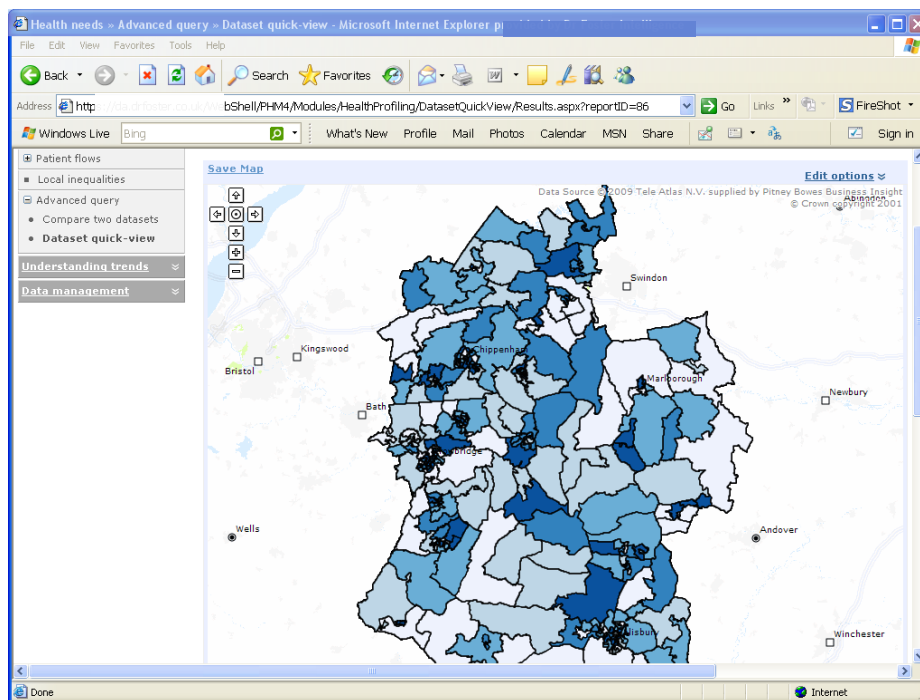 Health needs » Advanced query » Dataset quick-view - Microsoft Internet Explorer
File Edit View Favorites Tools Help
Back Search Favorites
Address http bShell/PHM4/Modules/HealthProfiling/DatasetQuickView/Results.aspx?reportID=86 Go Links » FireShot
Windows Live Bing What's New Profile Mail Photos Calendar MSN Share Sign in
Patient flows
Local inequalities
Advanced query
Compare two datasets
Dataset quick-view
Understanding trends
Data management
Save Map
Edit options
Data Source © 2009 Tele Atlas N.V. supplied by Pitney Bowes Business Insight
© Crown copyright 2001
Abingdon
Swindon
Kingswood
Chippenham
Bristol
Marlborough
Newbury
Bath
Wells
Andover
Winchester
Done Internet